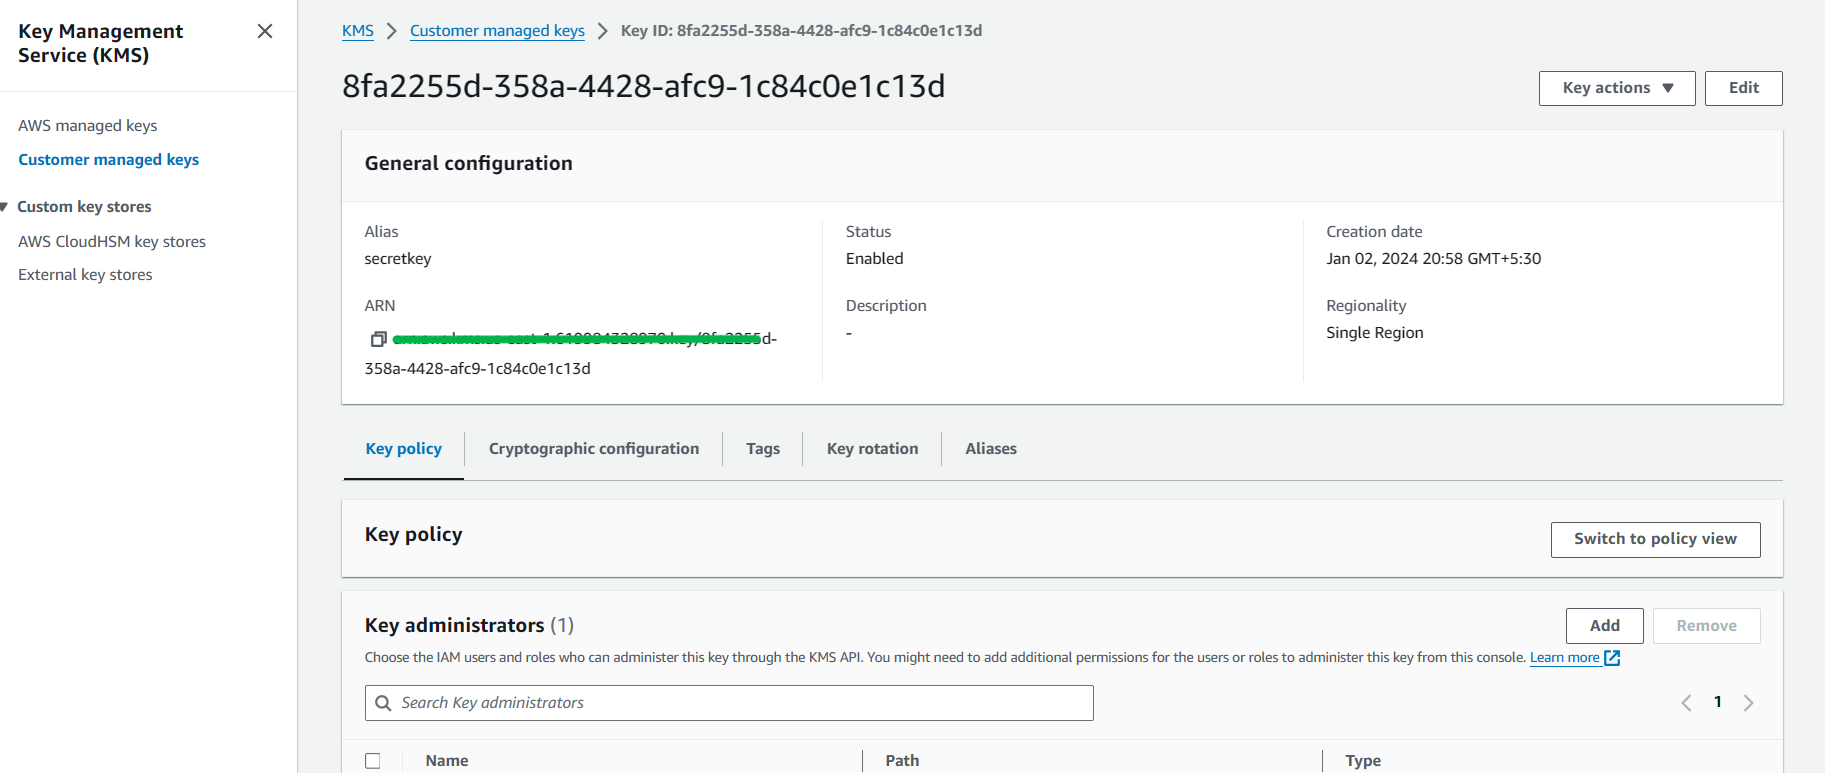 Key Management
Service (KMS)
AWS managed keys
Customer managed keys
Custom key stores
AWS CloudHSM key stores
External key stores
KMS > Customer managed keys > Key ID: 8fa2255d-358a-4428-afc9-1c84c0e1c13d
8fa2255d-358a-4428-afc9-1c84c0e1c13d
Key actions
Edit
General configuration
Alias
secretkey
ARN
d-
358a-4428-afc9-1c84c0e1c13d
Status
Enabled
Description
-
Creation date
Jan 02, 2024 20:58 GMT+5:30
Regionality
Single Region
Key policy
Cryptographic configuration
Tags
Key rotation
Aliases
Key policy
Switch to policy view
Key administrators (1)
Add
Remove
Choose the IAM users and roles who can administer this key through the KMS API. You might need to add additional permissions for the users or roles to administer this key from this console. Learn more
Search Key administrators
1
Name
Path
Type